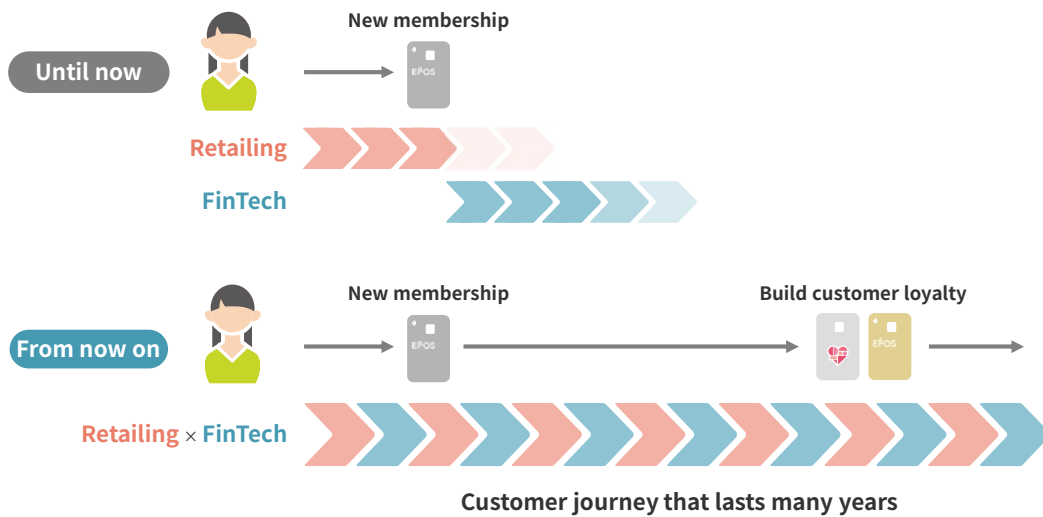 New membership
Until now
EPOS
Retailing
FinTech
New membership
Build customer loyalty
From now on
EPOS
EPOS
Retailing × FinTech
Customer journey that lasts many years